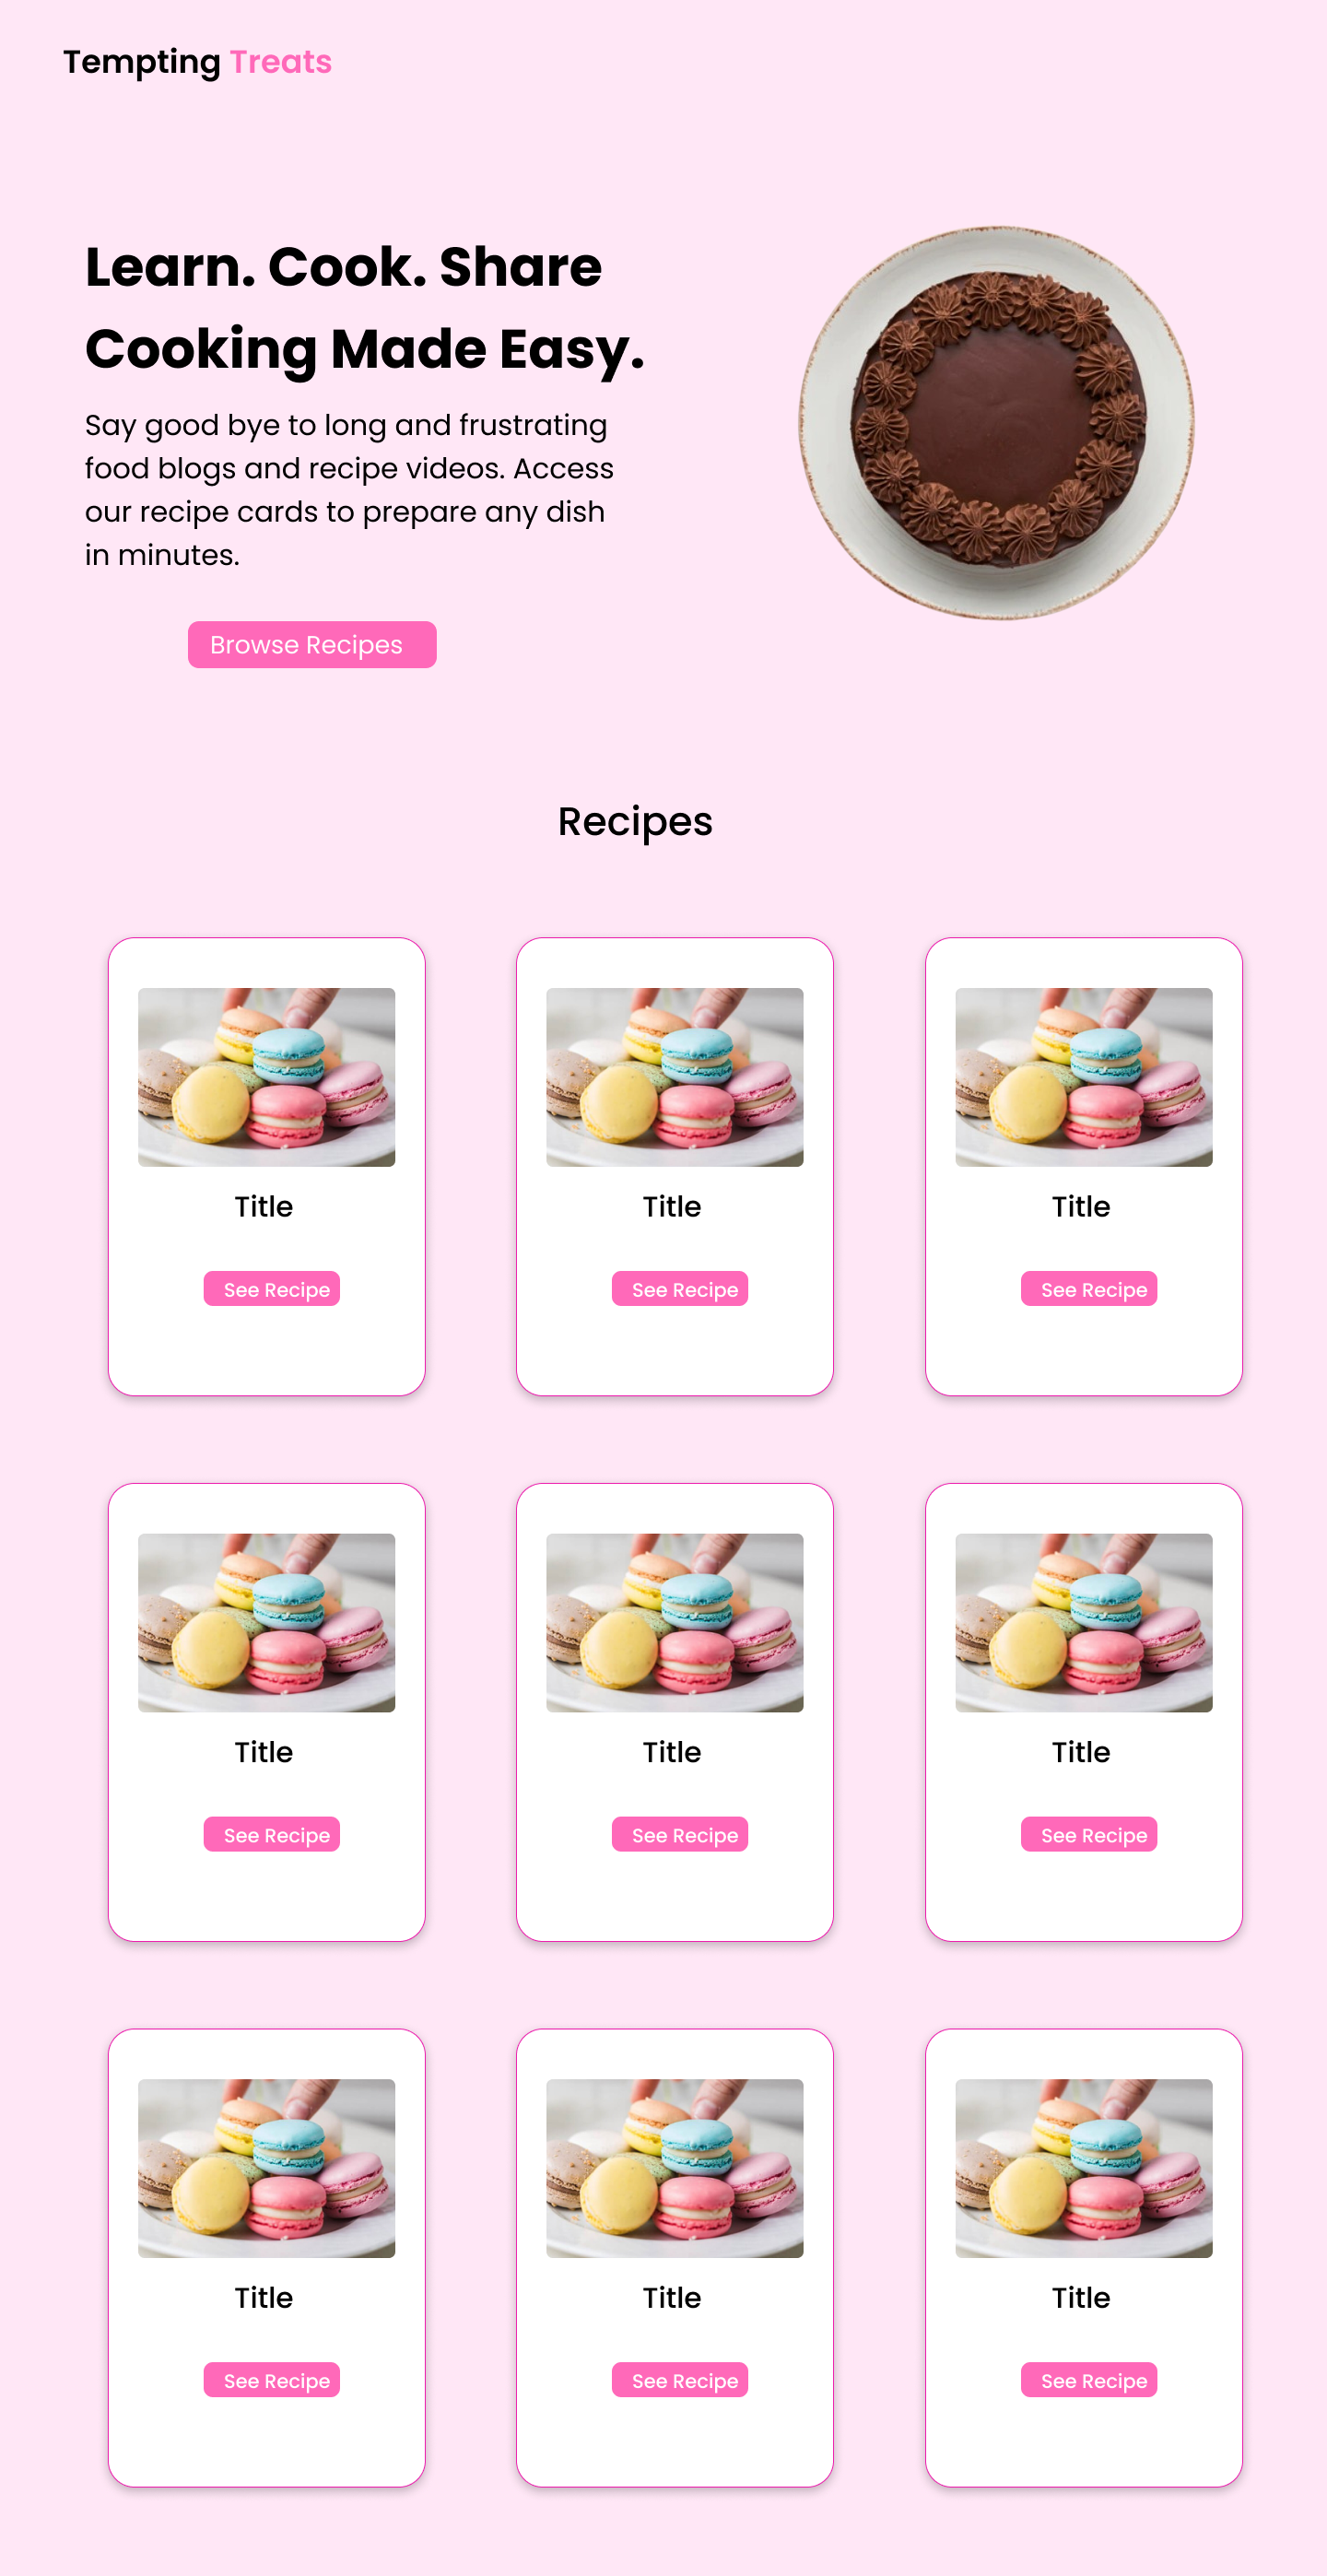 Tempting Treats
Learn. Cook. Share
Cooking Made Easy.
Say good bye to long and frustrating
food blogs and recipe videos. Access
our recipe cards to prepare any dish
in minutes.
Browse Recipes
Recipes
Title
See Recipe
Title
See Recipe
Title
See Recipe
Title
See Recipe
Title
See Recipe
Title
See Recipe
Title
See Recipe
Title
See Recipe
Title
See Recipe